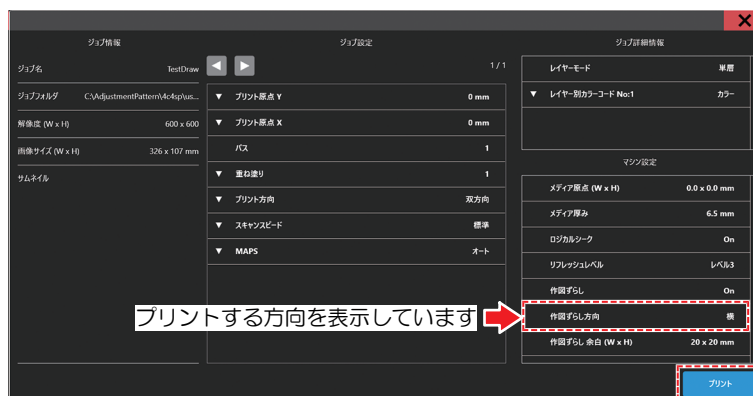 ジョブ情報
ジョブ名 TestDraw
ジョブフォルダ C:\AdjustmentPattern\4c4sp\us...
解像度 (W x H) 600 x 600
画像サイズ (W x H) 326 x 107 mm
サムネイル
ジョブ設定
1 / 1
プリント原点 Y 0 mm
プリント原点 X 0 mm
パス 1
重ね塗り 1
プリント方向 双方向
スキャンスピード 標準
MAPS オート
ジョブ詳細情報
レイヤーモード 単層
レイヤー別カラーコード No:1 カラー
マシン設定
メディア原点 (W x H) 0.0 x 0.0 mm
メディア厚み 6.5 mm
ロジカルシーク On
リフレッシュレベル レベル3
作図ずらし On
プリントする方向を表示しています
作図ずらし方向 横
作図ずらし 余白 (W x H) 20 x 20 mm
プリント